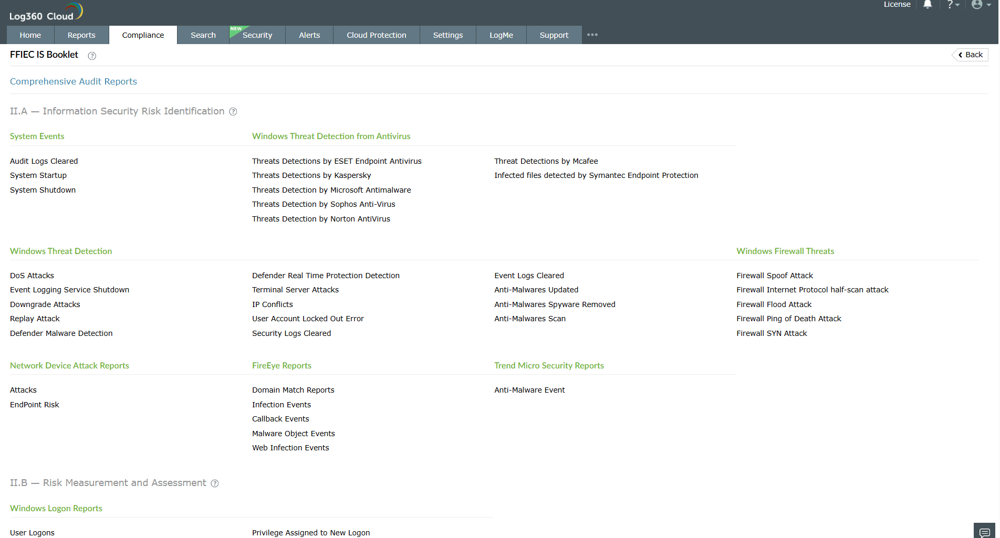 License
?
Log360 Cloud
Home
Reports
Compliance
Search
NEW
Security
Alerts
Cloud Protection
Settings
LogMe
Support
FFIEC IS Booklet ?
Back
Comprehensive Audit Reports
II.A — Information Security Risk Identification ?
System Events
Audit Logs Cleared
System Startup
System Shutdown
Windows Threat Detection from Antivirus
Threats Detections by ESET Endpoint Antivirus
Threats Detections by Kaspersky
Threats Detection by Microsoft Antimalware
Threats Detection by Sophos Anti-Virus
Threats Detection by Norton AntiVirus
Threat Detections by Mcafee
Infected files detected by Symantec Endpoint Protection
Windows Threat Detection
DoS Attacks
Event Logging Service Shutdown
Downgrade Attacks
Replay Attack
Defender Malware Detection
Defender Real Time Protection Detection
Terminal Server Attacks
IP Conflicts
User Account Locked Out Error
Security Logs Cleared
Event Logs Cleared
Anti-Malwares Updated
Anti-Malwares Spyware Removed
Anti-Malwares Scan
Windows Firewall Threats
Firewall Spoof Attack
Firewall Internet Protocol half-scan attack
Firewall Flood Attack
Firewall Ping of Death Attack
Firewall SYN Attack
Network Device Attack Reports
Attacks
EndPoint Risk
FireEye Reports
Domain Match Reports
Infection Events
Callback Events
Malware Object Events
Web Infection Events
Trend Micro Security Reports
Anti-Malware Event
II.B — Risk Measurement and Assessment ?
Windows Logon Reports
User Logons
Privilege Assigned to New Logon